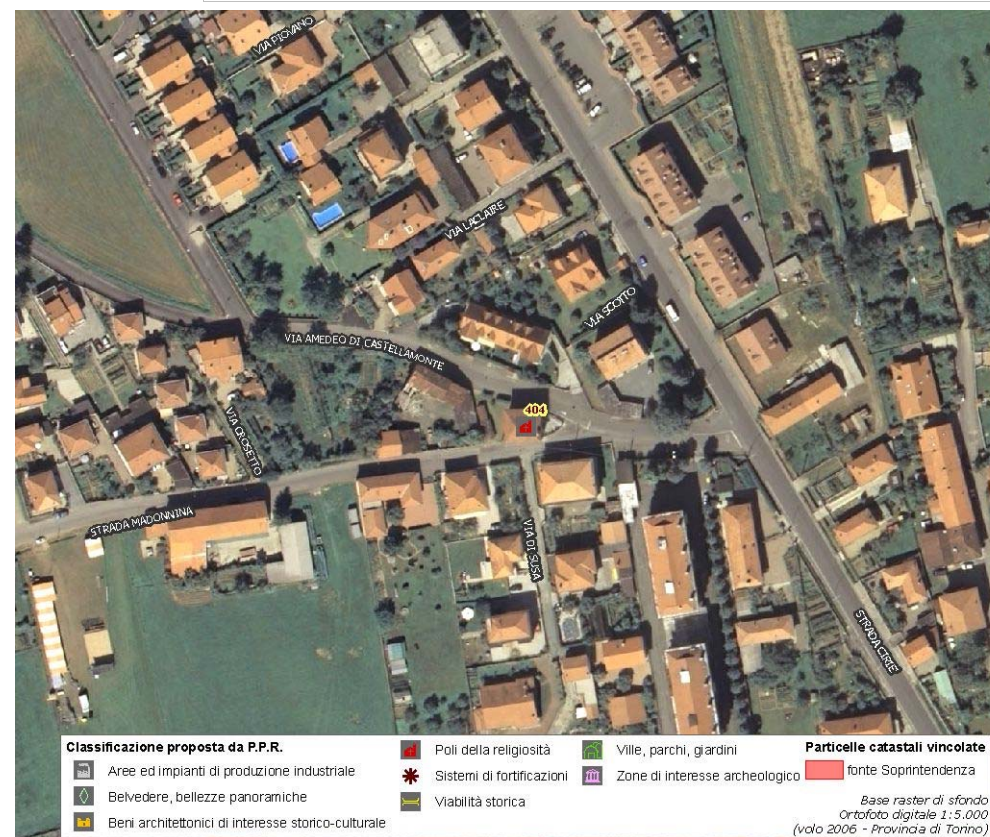 VIA PIOVANO
VIA LACLAIRE
VIA SCOTTO
VIA AMEDEO DI CASTELLAMONTE
404
VIA CROSETTO
STRADA MADONNINA
VIA DI SUSA
STRADA CIRIE'
Classificazione proposta da P.P.R.
Aree ed impianti di produzione industriale
Belvedere, bellezze panoramiche
Beni architettonici di interesse storico-culturale
Poli della religiosità
Sistemi di fortificazioni
Viabilità storica
Ville, parchi, giardini
Zone di interesse archeologico
Particelle catastali vincolate
fonte Soprintendenza
Base raster di sfondo
Ortofoto digitale 1:5.000
(volo 2006 - Provincia di Torino)